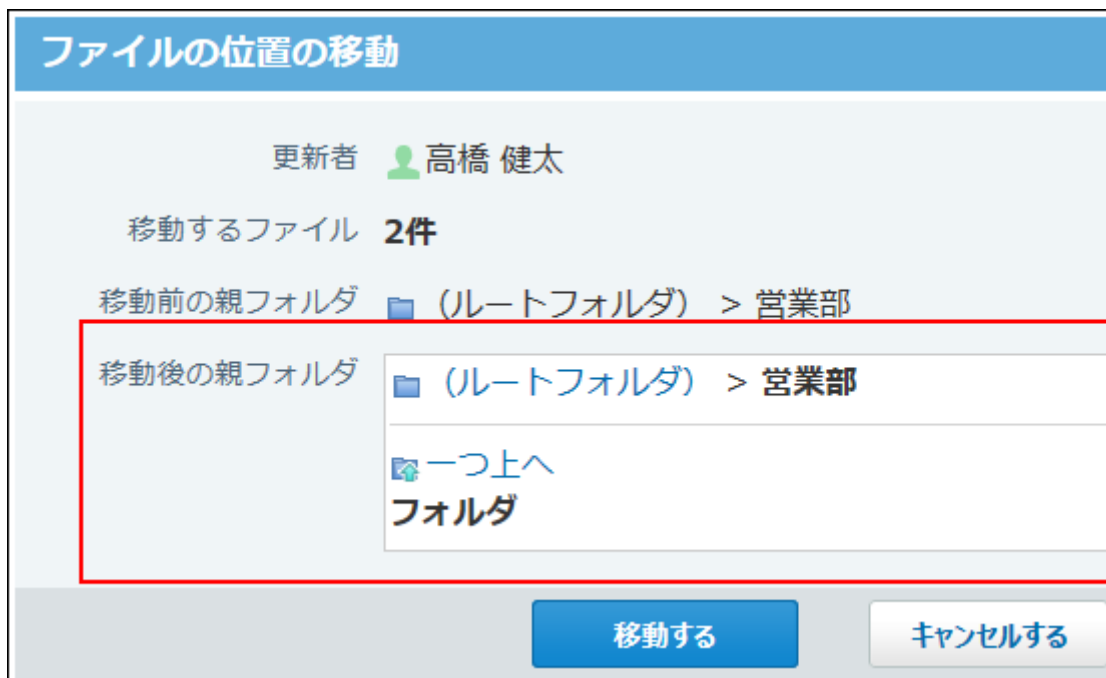 ファイルの位置の移動
更新者 高橋 健太
移動するファイル 2件
移動前の親フォルダ （ルートフォルダ） > 営業部
移動後の親フォルダ （ルートフォルダ） > 営業部
一つ上へ
フォルダ
移動する キャンセルする